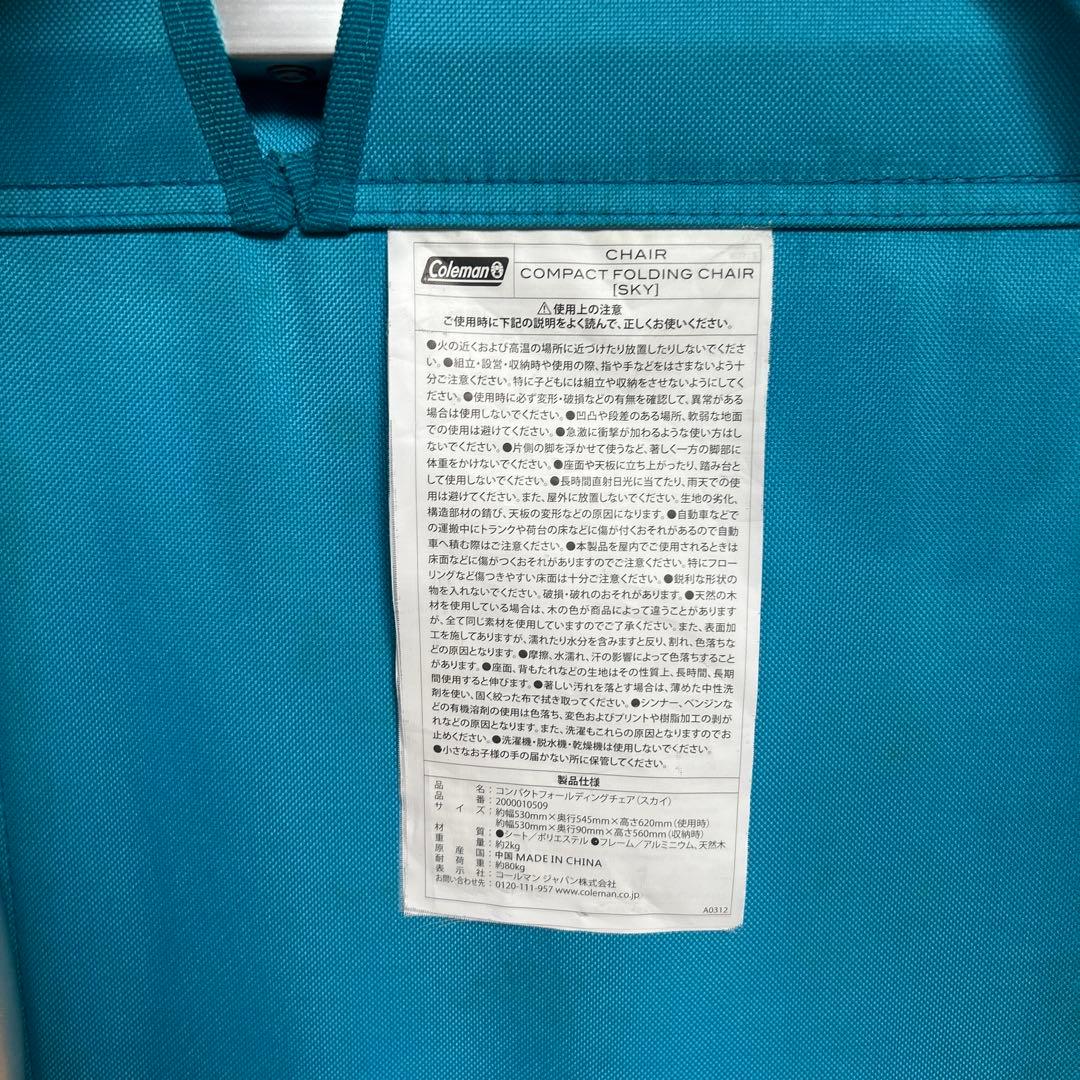 Coleman
CHAIR
COMPACT FOLDING CHAIR
[SKY]
⚠使用上の注意
ご使用時に下記の説明をよく読んで、正しくお使いください。
●火の近くおよび高温の場所に近づけたり放置したりしないでくださ
い。●組立・設営・収納時や使用の際、指や手などをはさまないよう十
分ご注意ください。特に子どもには組立や収納をさせないようにしてく
ださい。●使用時に必ず変形・破損などの有無を確認して、異常がある
場合は使用しないでください。●凹凸や段差のある場所、軟弱な地面
での使用は避けてください。●急激に衝撃が加わるような使い方はし
ないでください。●片側の脚を浮かせて使うなど、著しく一方の脚部に
体重をかけないでください。●座面や天板に立ち上がったり、踏み台と
して使用しないでください。●長時間直射日光に当てたり、雨天での使
用は避けてください。また、屋外に放置しないでください。生地の劣化、
構造部材の錆び、天板の変形などの原因になります。●自動車などで
の運搬中にトランクや荷台の床などに傷が付くおそれがあるので自動
車へ積む際はご注意ください。●本製品を屋内でご使用されるときは
床面などに傷がつくおそれがありますのでご注意ください。特にフロー
リングなど傷つきやすい床面は十分ご注意ください。●鋭利な形状の
物を入れないでください。破損・破れのおそれがあります。●天然の木
材を使用している場合は、木の色が商品によって違うことがあります
が、全て同じ素材を使用していますのでご了承ください。また、表面加
工を施してありますが、濡れたり水分を含みますと反り、割れ、色落ちな
どの原因となります。●摩擦、水濡れ、汗の影響によって色落ちすること
があります。●座面、背もたれなどの生地はその性質上、長時間、長期
間使用すると伸びます。●著しい汚れを落とす場合は、薄めた中性洗
剤を使い、固く絞った布で拭き取ってください。●シンナー、ベンジンな
どの有機溶剤の使用は色落ち、変色およびプリントや樹脂加工の剥が
れなどの原因となります。また、洗濯もこれらの原因となりますのでお
止めください。●洗濯機・脱水機・乾燥機は使用しないでください。
●小さなお子様の手の届かない所に保管してください。
製品仕様
品名：コンパクトフォールディングチェア（スカイ）
品番：2000010509
サイズ：約幅530mm×奥行545mm×高さ620mm（使用時）
約幅530mm×奥行90mm×高さ560mm（収納時）
材質：●シート／ポリエステル ●フレーム／アルミニウム、天然木
重量：約2kg
原産国：中国 MADE IN CHINA
耐荷重：約80kg
表示社：コールマン ジャパン株式会社
お問い合わせ先：0120-111-957 www.coleman.co.jp
A0312